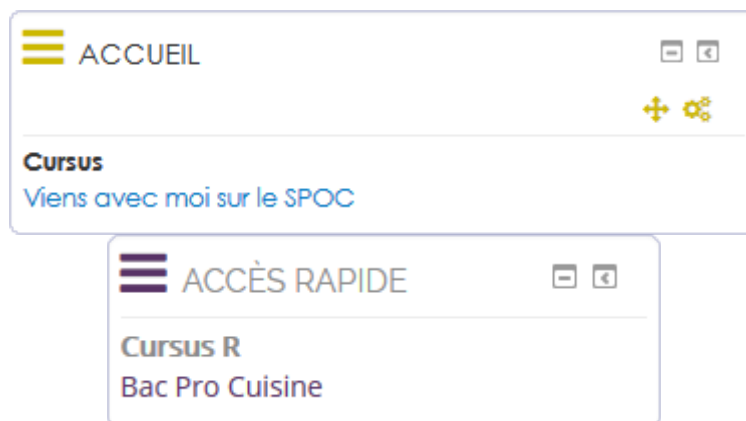 ACCUEIL
Cursus
Viens avec moi sur le SPOC
ACCÈS RAPIDE
Cursus R
Bac Pro Cuisine